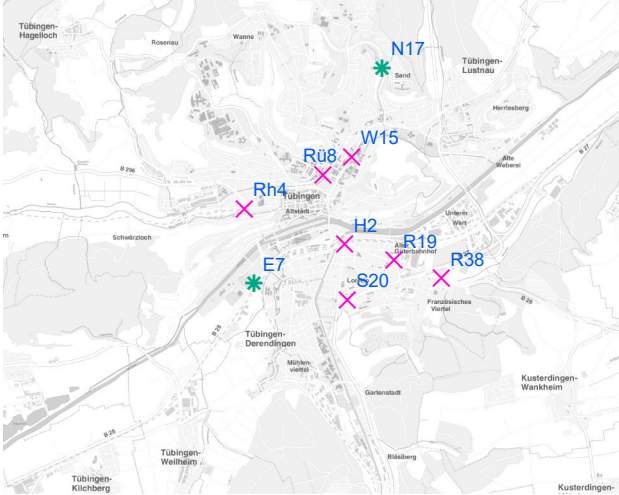 Tübingen-
Hagelloch
Rosenau
Wanne
N17
Sand
Tübingen-
Lustnau
Herrlesberg
W15
Rü8
B 27
Alte
Weberei
B 296
Rh4
Tübingen
Altstadt
Unterer
Wert
Schwärzloch
H2
Alter
Güterbahnhof
R19
R38
E7
S20
B 28
Französisches
Viertel
B 28
Tübingen-
Derendingen
Mühlen-
viertel
Gartenstadt
Kusterdingen-
Wankheim
B 28
Tübingen-
Weilheim
Bläsiberg
Tübingen-
Kilchberg
Kusterdingen-